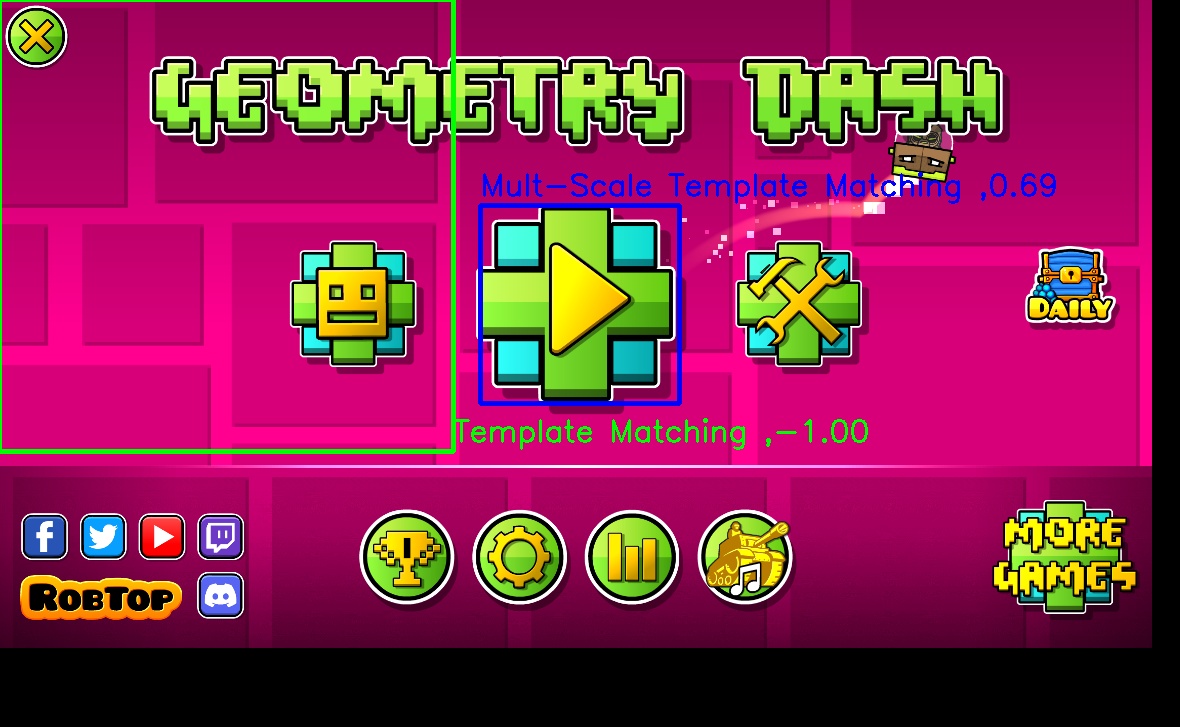 GEOMETRY DASH
Mult-Scale Template Matching ,0.69
DAILY
Template Matching ,-1.00
f
ROBTOP
MORE
GAMES